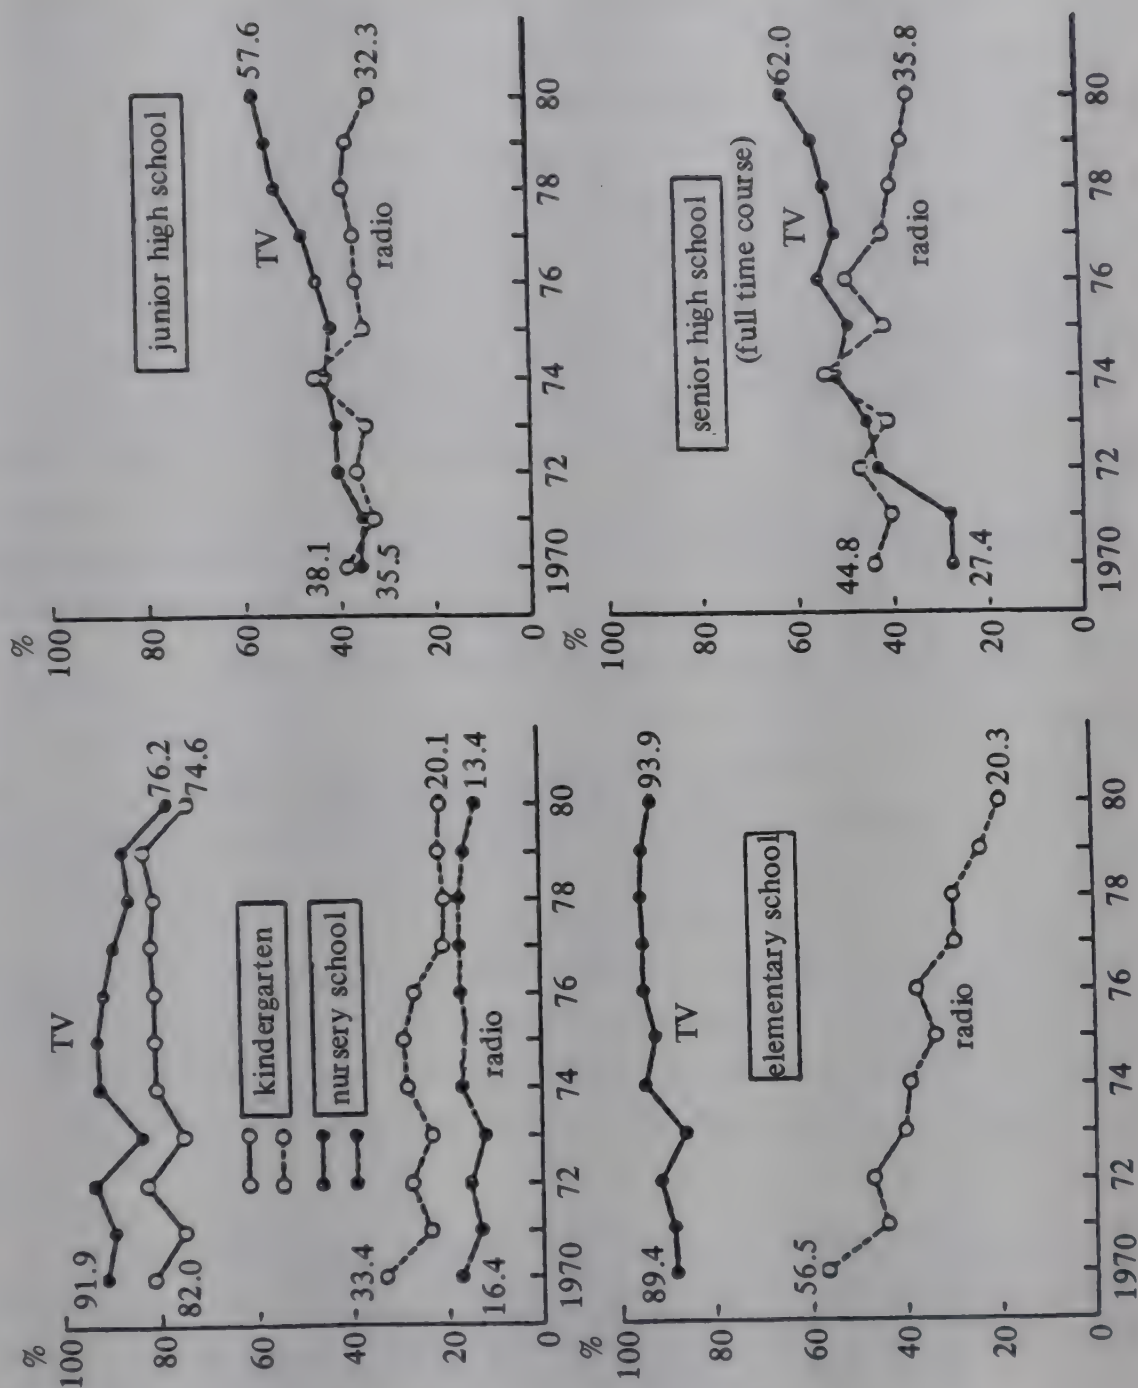 %
100
80
60
40
20
0
91.9
82.0
TV
76.2
74.6
kindergarten
nursery school
33.4
16.4
radio
20.1
13.4
1970 72 74 76 78 80
%
100
80
60
40
20
0
junior high school
38.1
35.5
TV
57.6
radio
32.3
1970 72 74 76 78 80
%
100
80
60
40
20
0
89.4
TV
93.9
elementary school
56.5
radio
20.3
1970 72 74 76 78 80
%
100
80
60
40
20
0
senior high school
(full time course)
44.8
27.4
TV
62.0
radio
35.8
1970 72 74 76 78 80